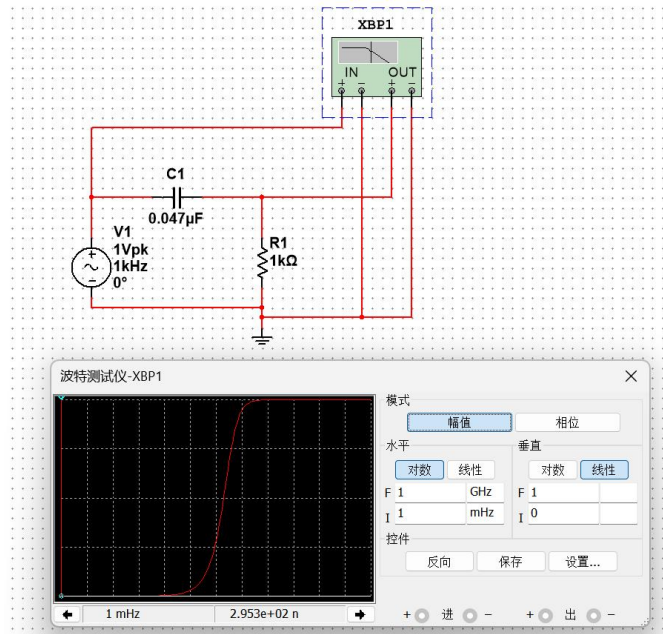 XBP1
IN OUT
+ − + −
C1
0.047µF
V1
1Vpk
1kHz
0°
R1
1kΩ
波特测试仪-XBP1
模式
幅值 相位
水平 垂直
对数 线性 对数 线性
F 1 GHz F 1
I 1 mHz I 0
控件
反向 保存 设置...
1 mHz 2.953e+02 n + 进 − + 出 −